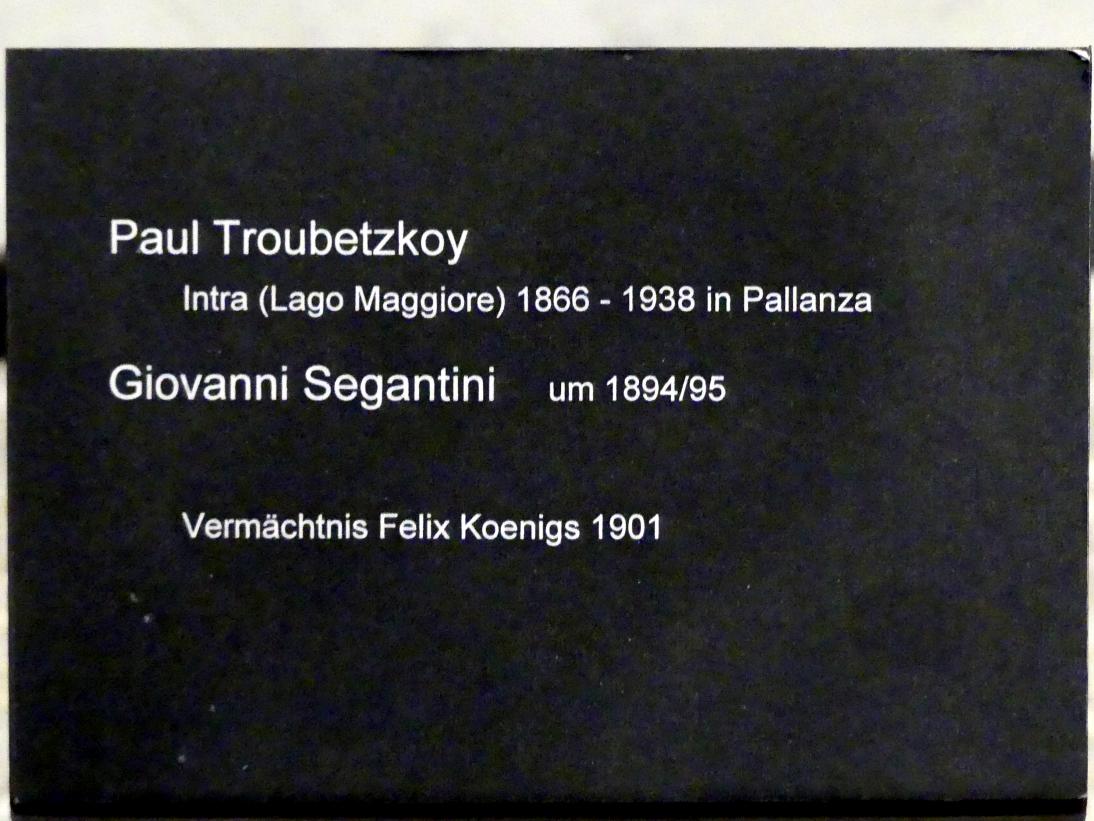 Paul Troubetzkoy
Intra (Lago Maggiore) 1866 - 1938 in Pallanza
Giovanni Segantini um 1894/95
Vermächtnis Felix Koenigs 1901